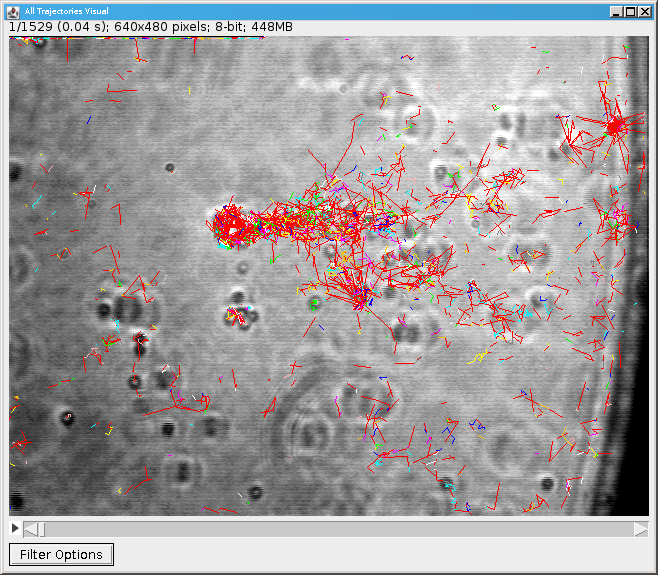 All Trajectories Visual
1/1529 (0.04 s); 640x480 pixels; 8-bit; 448MB
Filter Options